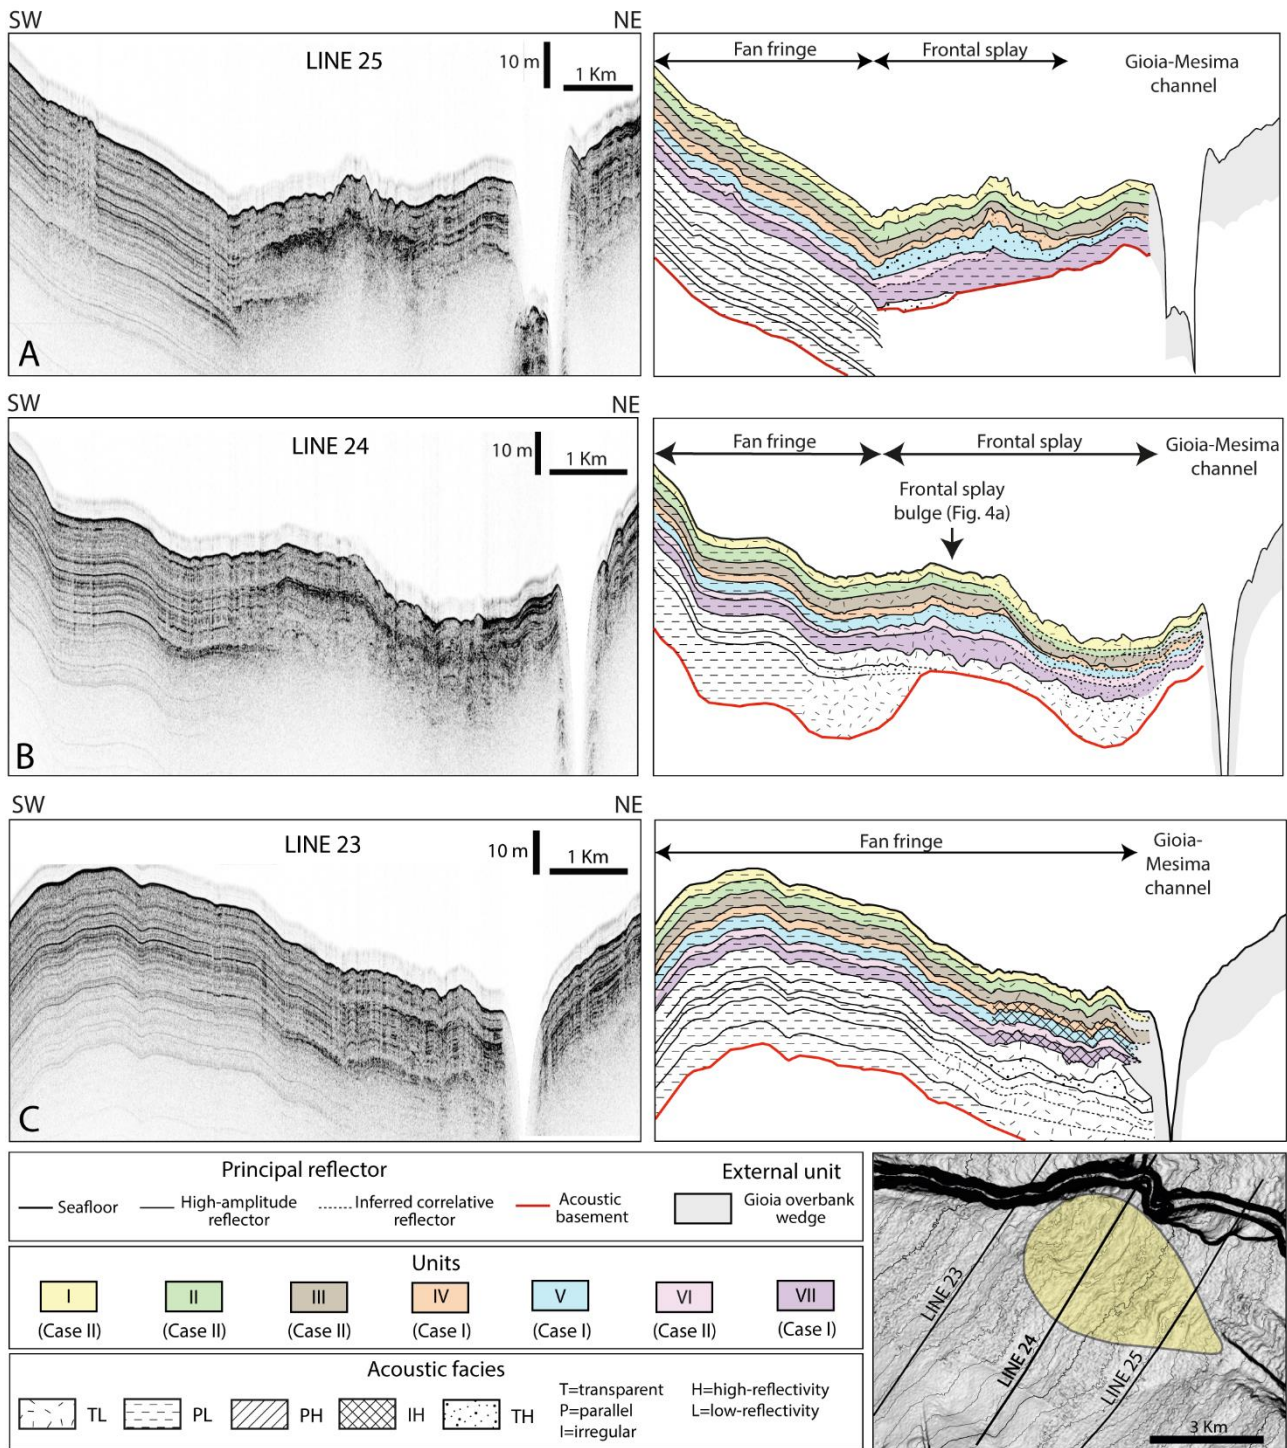 SW
NE
LINE 25
10 m
1 Km
A
Fan fringe
Frontal splay
Gioia-Mesima
channel
SW
NE
LINE 24
10 m
1 Km
B
Fan fringe
Frontal splay
Gioia-Mesima
channel
Frontal splay
bulge (Fig. 4a)
SW
NE
LINE 23
10 m
1 Km
C
Fan fringe
Gioia-
Mesima
channel
Principal reflector
Seafloor
High-amplitude
reflector
Inferred correlative
reflector
Acoustic
basement
External unit
Gioia overbank
wedge
Units
I
II
III
IV
V
VI
VII
(Case II)
(Case II)
(Case II)
(Case I)
(Case I)
(Case II)
(Case I)
Acoustic facies
TL
PL
PH
IH
TH
T=transparent
P=parallel
I=irregular
H=high-reflectivity
L=low-reflectivity
LINE 23
LINE 24
LINE 25
3 Km